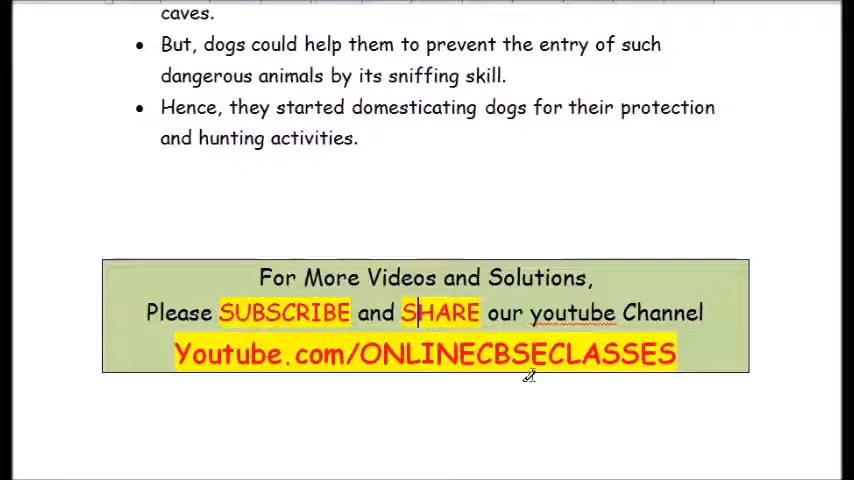 caves.
• But, dogs could help them to prevent the entry of such
dangerous animals by its sniffing skill.
• Hence, they started domesticating dogs for their protection
and hunting activities.
For More Videos and Solutions,
Please SUBSCRIBE and SHARE our youtube Channel
Youtube.com/ONLINECBSECLASSES